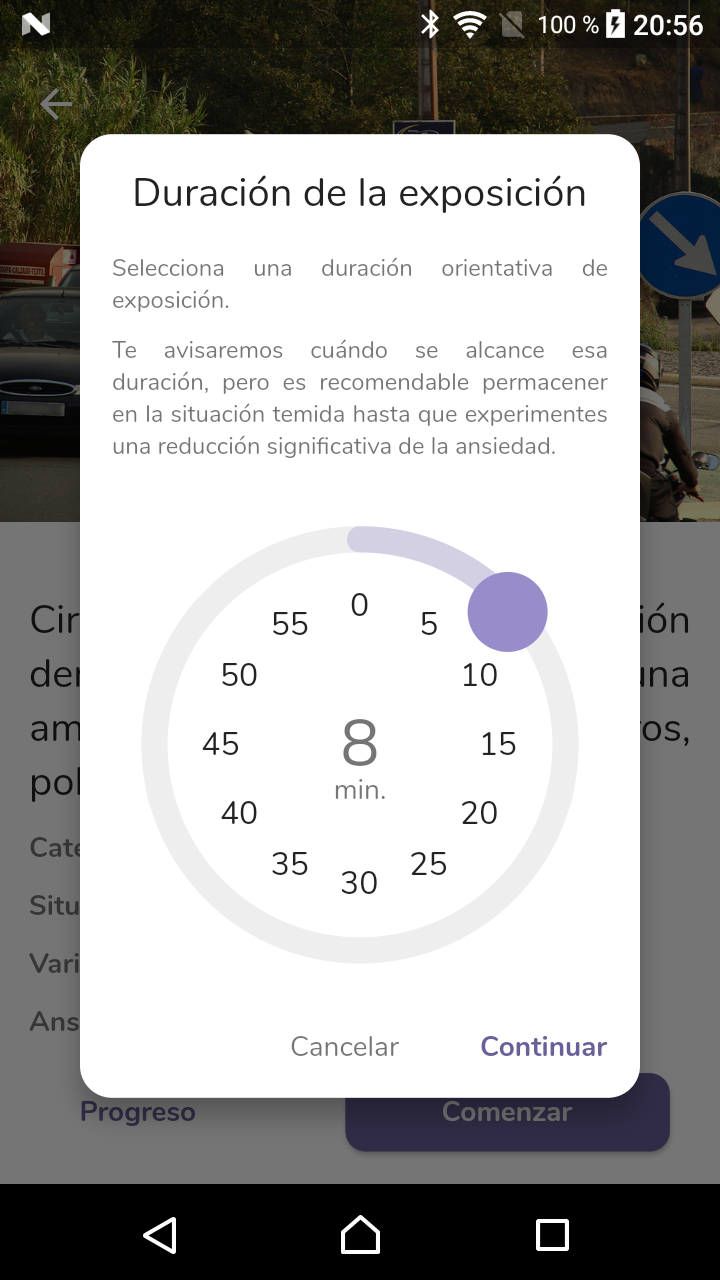 100 % 20:56
Duración de la exposición
Selecciona una duración orientativa de
exposición.
Te avisaremos cuándo se alcance esa
duración, pero es recomendable permacener
en la situación temida hasta que experimentes
una reducción significativa de la ansiedad.
0
55 5
50 10
45 15
8
min.
40 20
35 25
30
Cir ión
der una
am ros,
pol
Cate
Situ
Vari
Ans
Cancelar Continuar
Progreso Comenzar